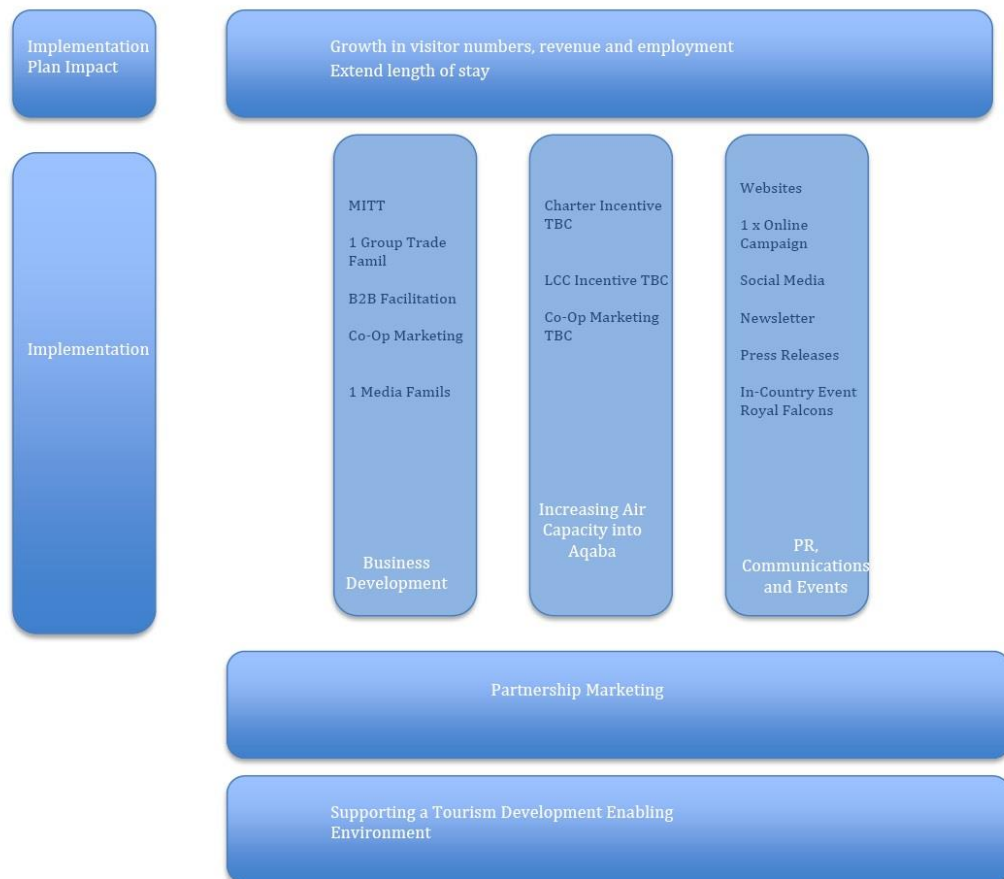 Implementation
Plan Impact
Growth in visitor numbers, revenue and employment
Extend length of stay
Implementation
MITT
1 Group Trade
Famil
B2B Facilitation
Co-Op Marketing
1 Media Famils
Business
Development
Charter Incentive
TBC
LCC Incentive TBC
Co-Op Marketing
TBC
Increasing Air
Capacity into
Aqaba
Websites
1 x Online
Campaign
Social Media
Newsletter
Press Releases
In-Country Event
Royal Falcons
PR,
Communications
and Events
Partnership Marketing
Supporting a Tourism Development Enabling
Environment